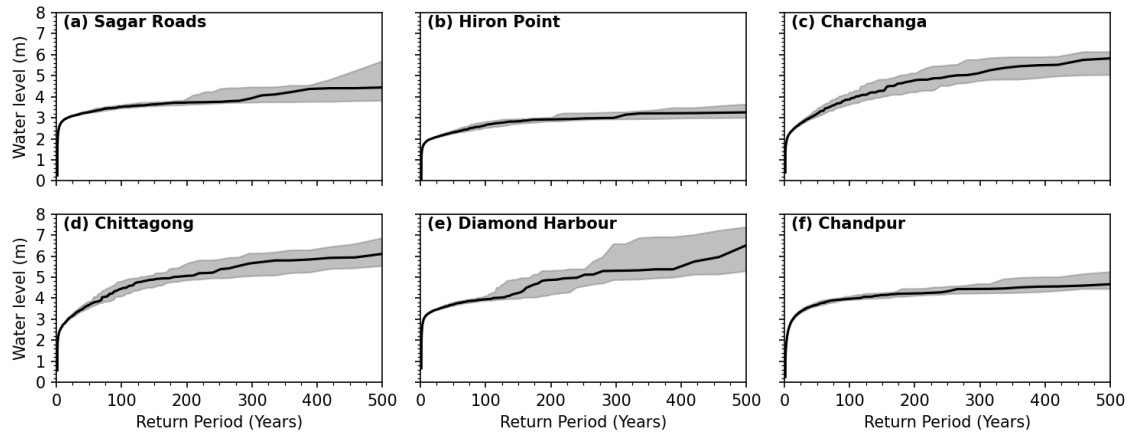 (a) Sagar Roads
(b) Hiron Point
(c) Charchanga
Water level (m)
8
7
6
5
4
3
2
1
0
(d) Chittagong
(e) Diamond Harbour
(f) Chandpur
Water level (m)
8
7
6
5
4
3
2
1
0
0 100 200 300 400 500
0 100 200 300 400 500
0 100 200 300 400 500
Return Period (Years)
Return Period (Years)
Return Period (Years)